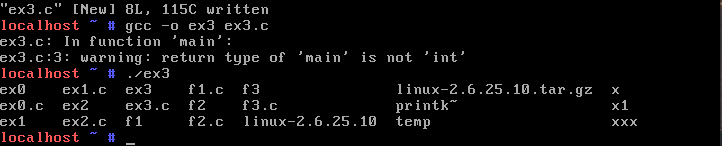 "ex3.c" [New] 8L, 115C written
localhost ~ # gcc -o ex3 ex3.c
ex3.c: In function 'main':
ex3.c:3: warning: return type of 'main' is not 'int'
localhost ~ # ./ex3
ex0 ex1.c ex3 f1.c f3 linux-2.6.25.10.tar.gz x
ex0.c ex2 ex3.c f2 f3.c printk~ x1
ex1 ex2.c f1 f2.c linux-2.6.25.10 temp xxx
localhost ~ # _